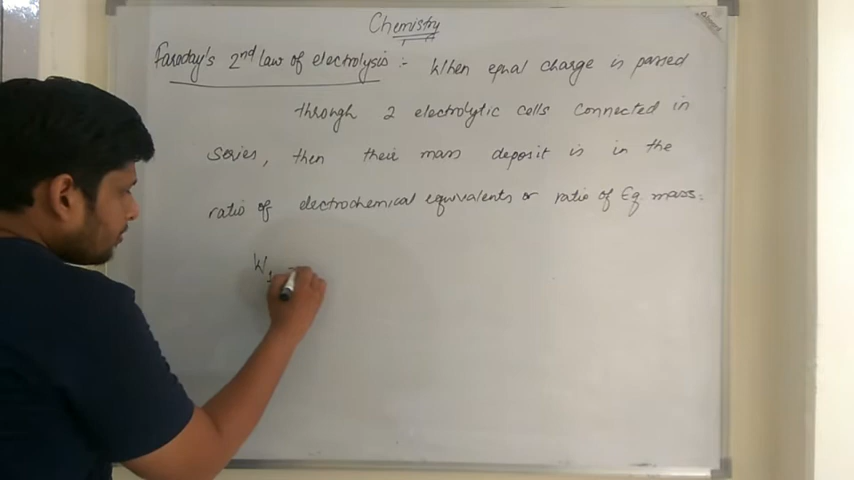 Chemistry
Faraday's 2nd law of electrolysis :- When equal charge is passed
through 2 electrolytic cells connected in
series, then their mass deposit is in the
ratio of electrochemical equivalents or ratio of Eq mass.
W1 =